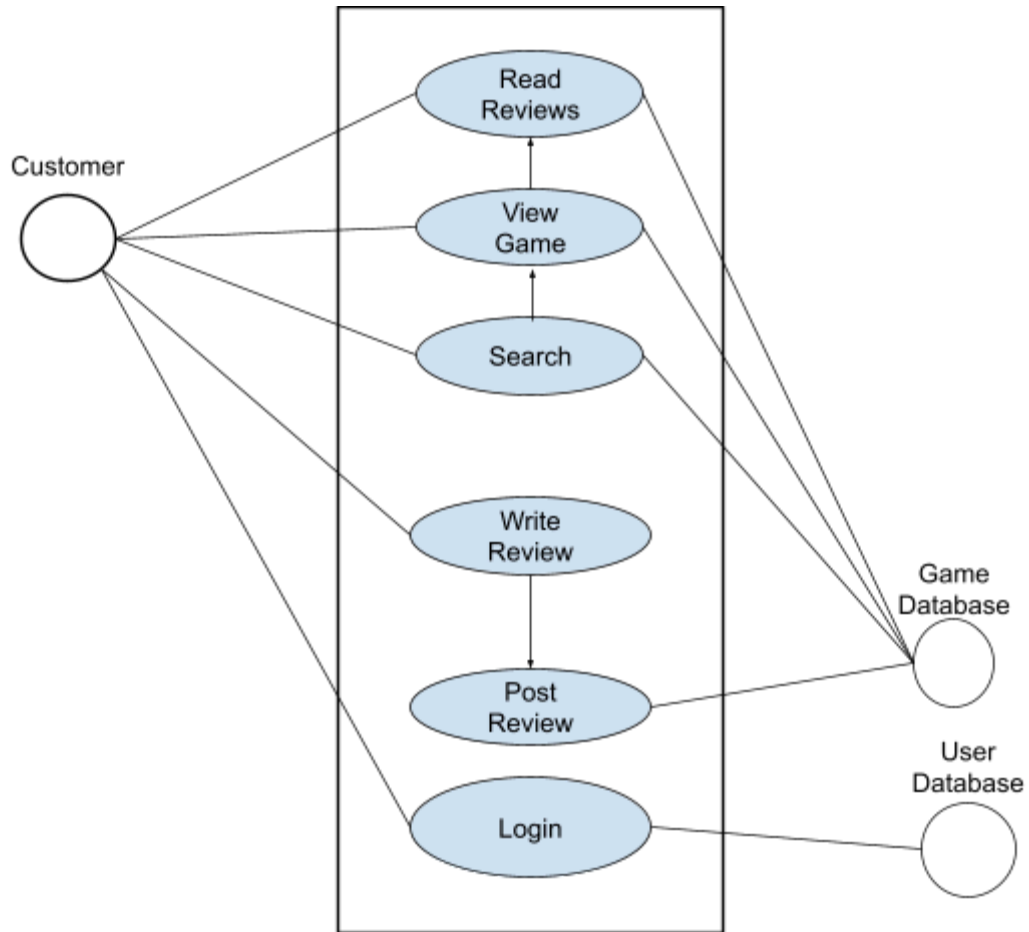 Read
Reviews
Customer
View
Game
Search
Write
Review
Game
Database
Post
Review
User
Database
Login